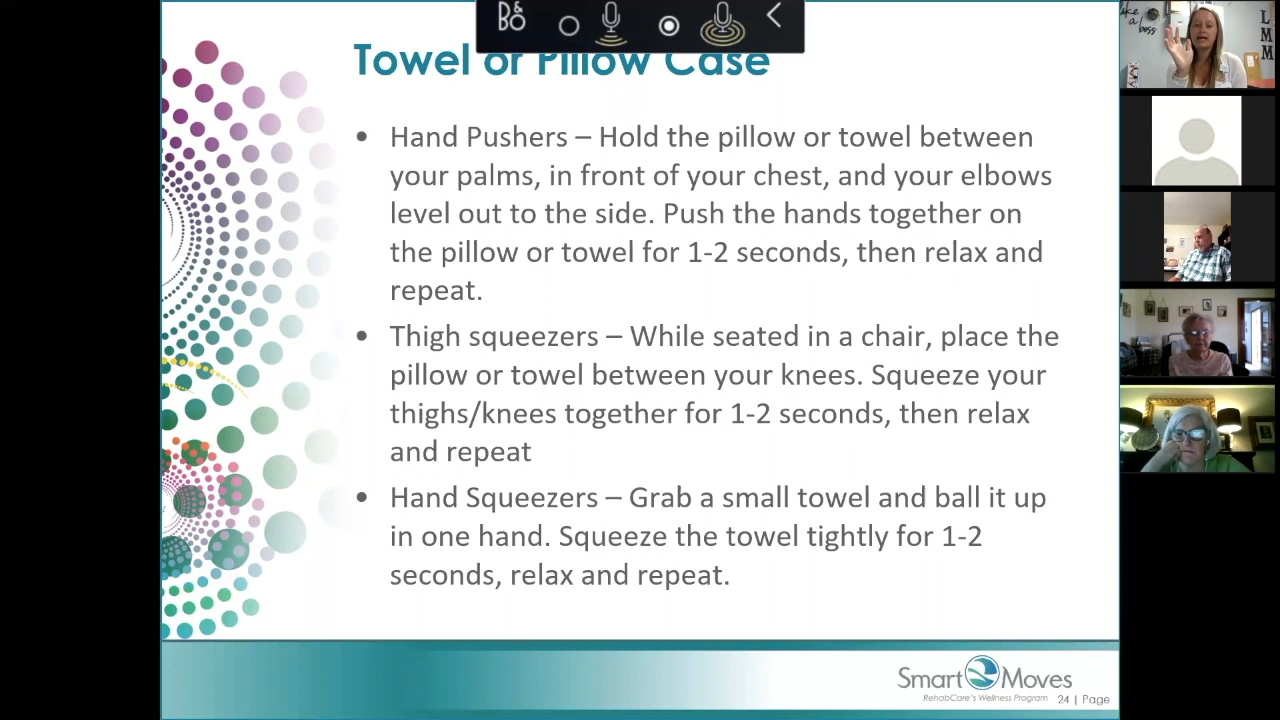 B&O
Towel or Pillow Case
• Hand Pushers – Hold the pillow or towel between
your palms, in front of your chest, and your elbows
level out to the side. Push the hands together on
the pillow or towel for 1-2 seconds, then relax and
repeat.
• Thigh squeezers – While seated in a chair, place the
pillow or towel between your knees. Squeeze your
thighs/knees together for 1-2 seconds, then relax
and repeat
• Hand Squeezers – Grab a small towel and ball it up
in one hand. Squeeze the towel tightly for 1-2
seconds, relax and repeat.
Smart Moves
RehabCare's Wellness Program
24 | Page
like
a
boss
LMM